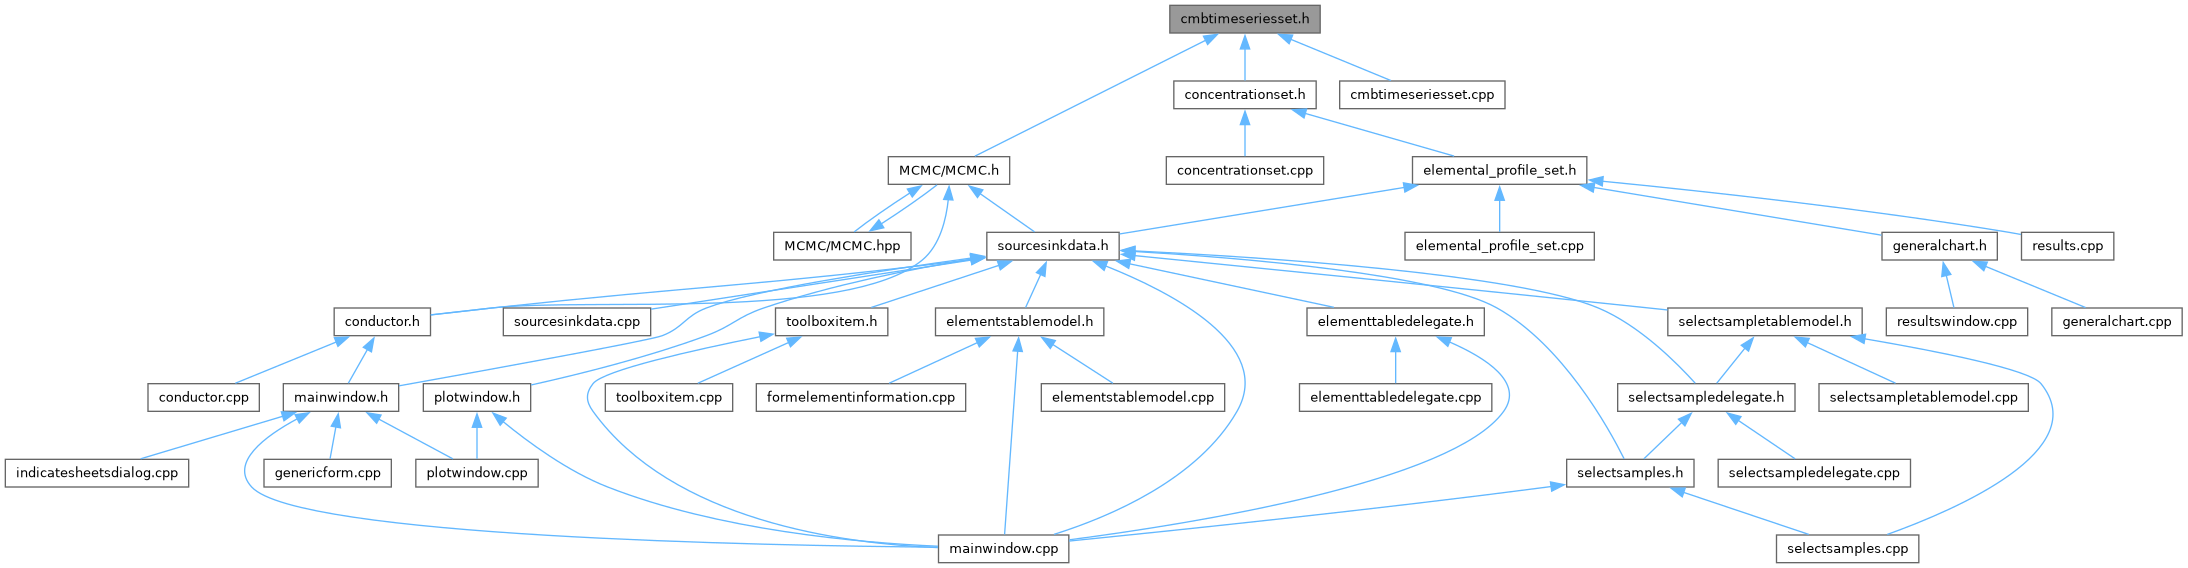 cmbtimeseriesset.h
concentrationset.h
cmbtimeseriesset.cpp
MCMC/MCMC.h
concentrationset.cpp
elemental_profile_set.h
MCMC/MCMC.hpp
sourcesinkdata.h
elemental_profile_set.cpp
generalchart.h
results.cpp
conductor.h
sourcesinkdata.cpp
toolboxitem.h
elementstablemodel.h
elementtabledelegate.h
selectsampletablemodel.h
resultswindow.cpp
generalchart.cpp
conductor.cpp
mainwindow.h
plotwindow.h
toolboxitem.cpp
formelementinformation.cpp
elementstablemodel.cpp
elementtabledelegate.cpp
selectsampledelegate.h
selectsampletablemodel.cpp
indicatesheetsdialog.cpp
genericform.cpp
plotwindow.cpp
selectsamples.h
selectsampledelegate.cpp
mainwindow.cpp
selectsamples.cpp